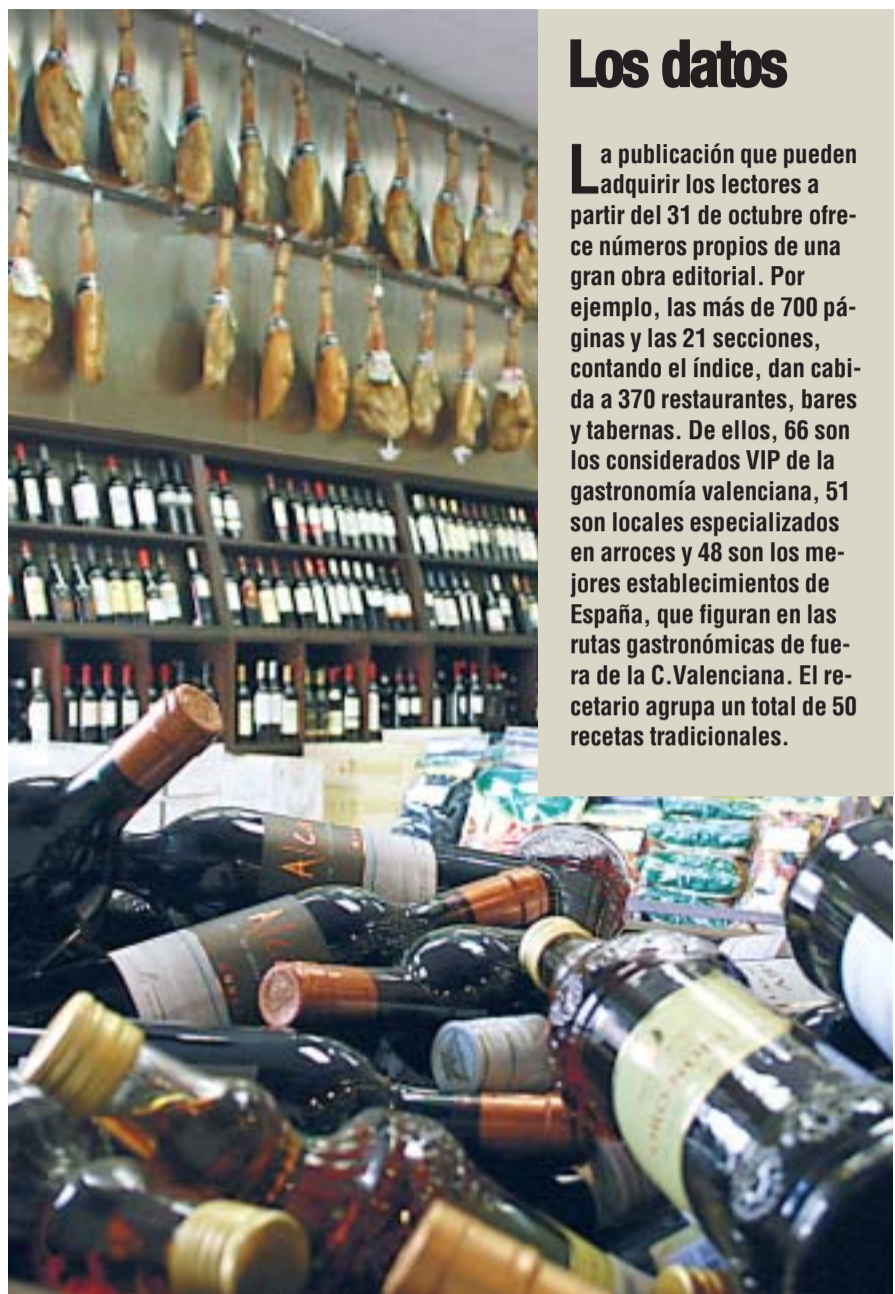 Los datos
La publicación que pueden
adquirir los lectores a
partir del 31 de octubre ofre-
ce números propios de una
gran obra editorial. Por
ejemplo, las más de 700 pá-
ginas y las 21 secciones,
contando el índice, dan cabi-
da a 370 restaurantes, bares
y tabernas. De ellos, 66 son
los considerados VIP de la
gastronomía valenciana, 51
son locales especializados
en arroces y 48 son los me-
jores establecimientos de
España, que figuran en las
rutas gastronómicas de fue-
ra de la C.Valenciana. El re-
cetario agrupa un total de 50
recetas tradicionales.